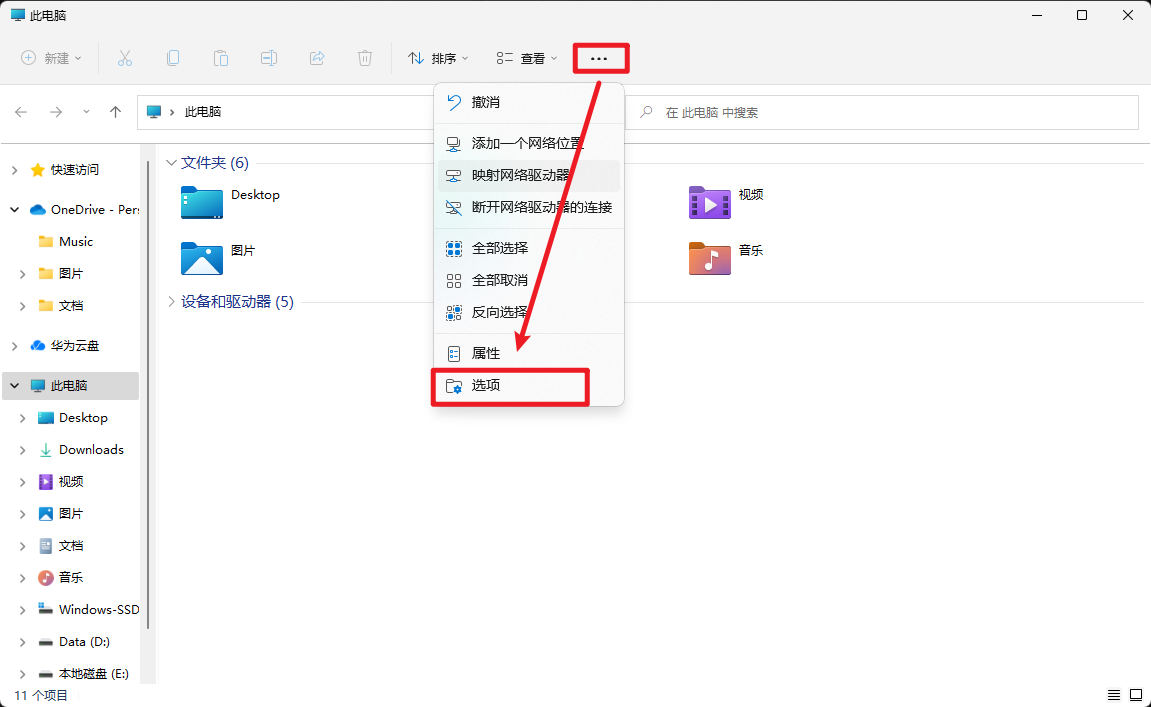 此电脑
新建
排序
查看
此电脑
在 此电脑 中搜索
撤消
添加一个网络位置
映射网络驱动器
断开网络驱动器的连接
全部选择
全部取消
反向选择
属性
选项
快速访问
OneDrive - Pers
Music
图片
文档
华为云盘
此电脑
Desktop
Downloads
视频
图片
文档
音乐
Windows-SSD
Data (D:)
本地磁盘 (E:)
文件夹 (6)
Desktop
视频
图片
音乐
设备和驱动器 (5)
11 个项目